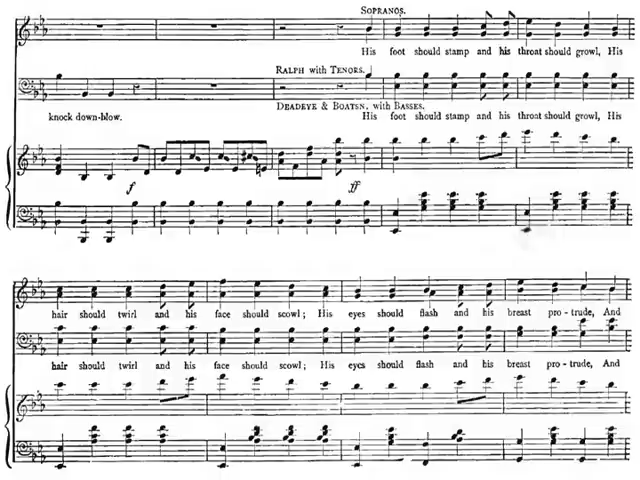 SOPRANOS.
His foot should stamp and his throat should growl, His
RALPH with TENORS.
DEADEYE & BOATSN. with BASSES.
knock down-blow. His foot should stamp and his throat should growl, His
f ff
hair should twirl and his face should scowl; His eyes should flash and his breast pro-trude, And
hair should twirl and his face should scowl; His eyes should flash and his breast pro-trude, And